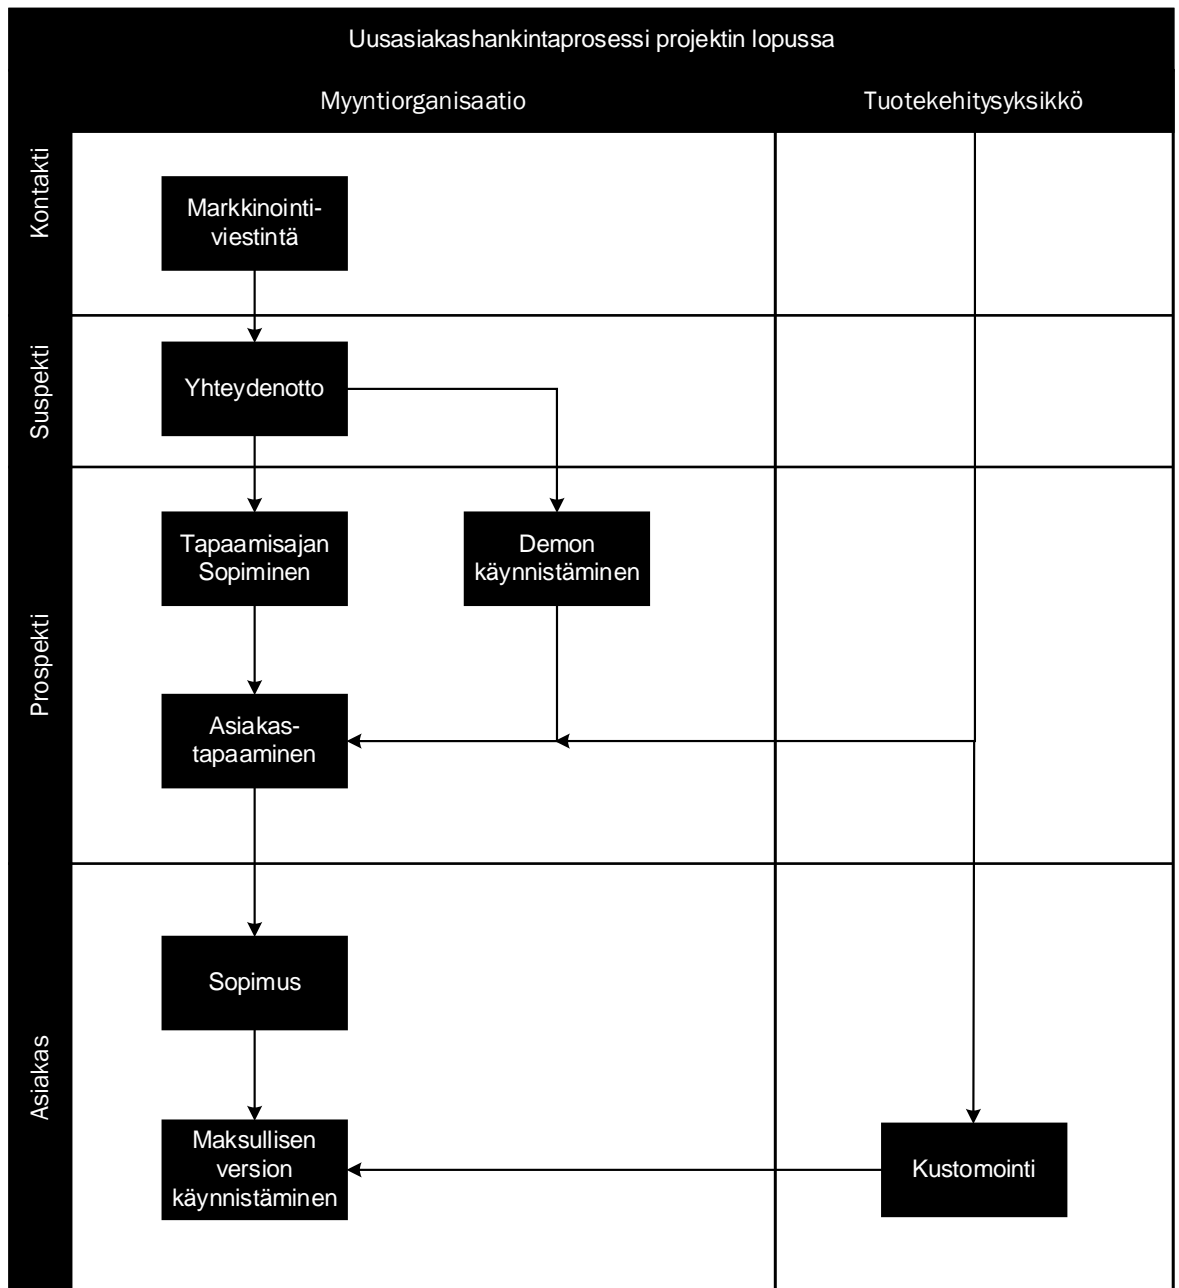 Uusasiakashankintaprosessi projektin lopussa
Myyntiorganisaatio
Tuotekehitysyksikkö
Kontakti
Markkinointi-
viestintä
Suspekti
Yhteydenotto
Prospekti
Tapaamisajan
Sopiminen
Demon
käynnistäminen
Asiakas-
tapaaminen
Asiakas
Sopimus
Maksullisen
version
käynnistäminen
Kustomointi